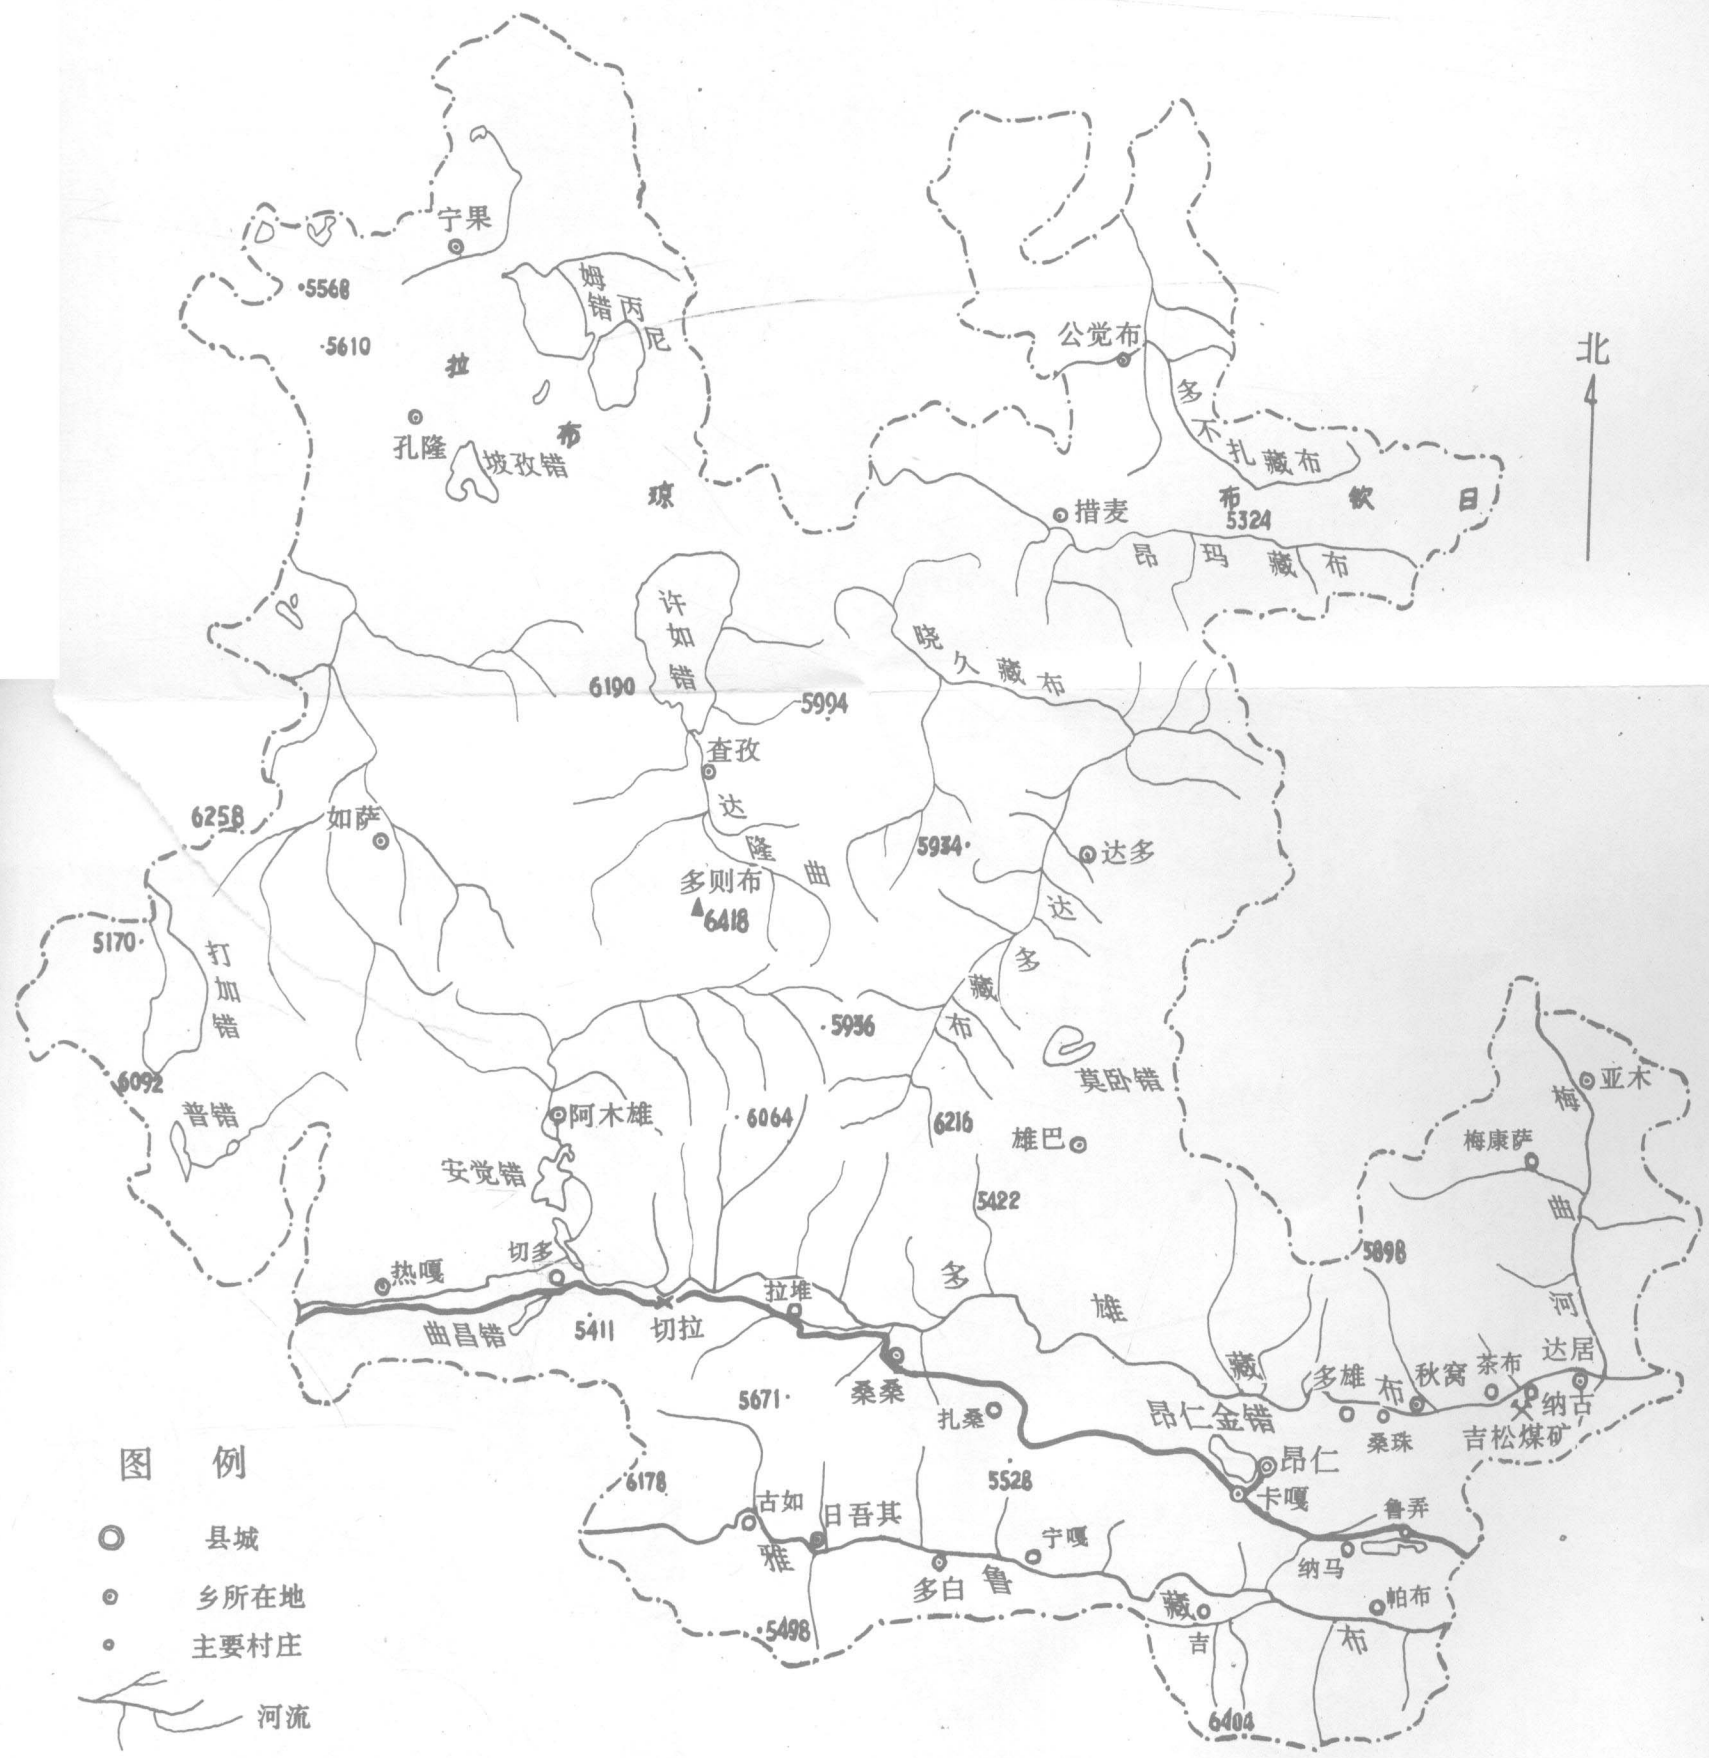 宁果
5568
5610
姆错丙尼
拉布琼
孔隆
坡孜错
公觉布
多不扎藏布
北
措麦
布钦日
5324
昂玛藏布
许如错
6190
5994
晓久藏布
查孜
6258
如萨
达隆曲
5934
达多
多则布
6418
达多藏布
5170
打加错
5936
莫卧错
6092
普错
阿木雄
6064
6216
雄巴
亚木
梅曲河
梅康萨
安觉错
5422
5898
切多
热嘎
拉堆
多雄藏布
曲昌错
5411
切拉
桑桑
5671
扎桑
昂仁金错
多雄
秋窝
茶布
达居
桑珠
纳古
吉松煤矿
昂仁
卡嘎
6178
5528
古如
日吾其
宁嘎
鲁弄
纳马
雅鲁藏布
多白
帕布
吉
5498
6404
图例
县城
乡所在地
主要村庄
河流